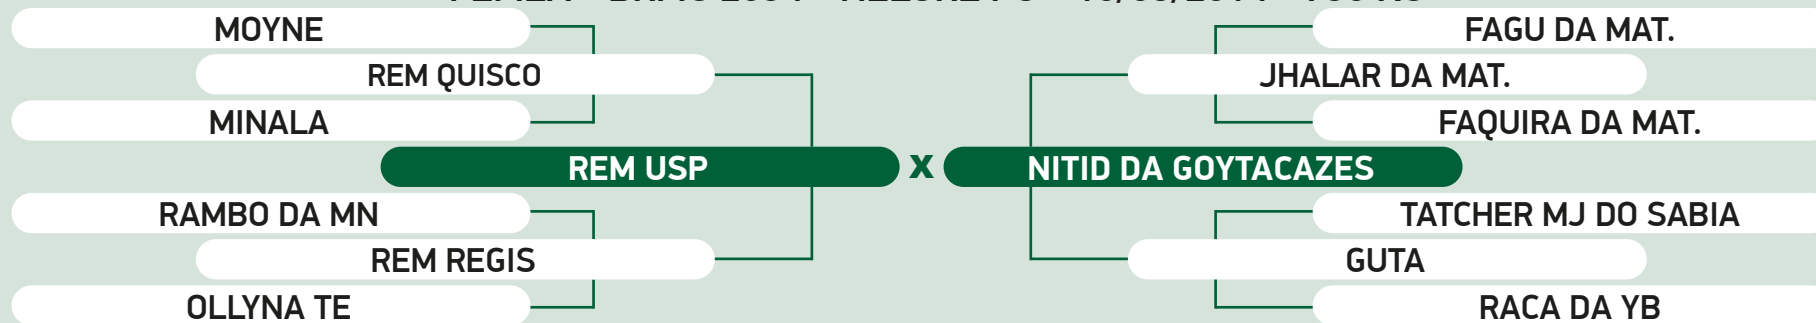 MOYNE
FAGU DA MAT.
REM QUISCO
JHALAR DA MAT.
MINALA
FAQUIRA DA MAT.
REM USP X NITID DA GOYTACAZES
RAMBO DA MN
TATCHER MJ DO SABIA
REM REGIS
GUTA
OLLYNA TE
RACA DA YB